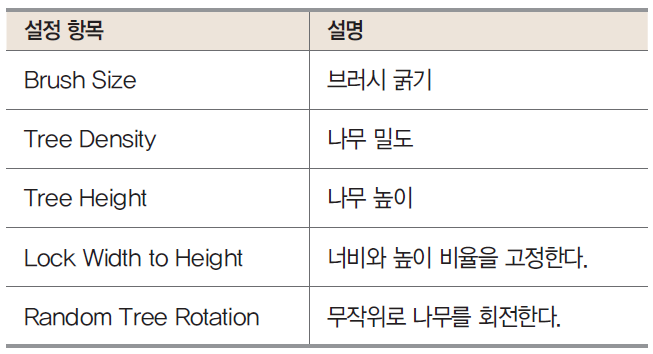 설정 항목 설명
Brush Size 브러시 굵기
Tree Density 나무 밀도
Tree Height 나무 높이
Lock Width to Height 너비와 높이 비율을 고정한다.
Random Tree Rotation 무작위로 나무를 회전한다.